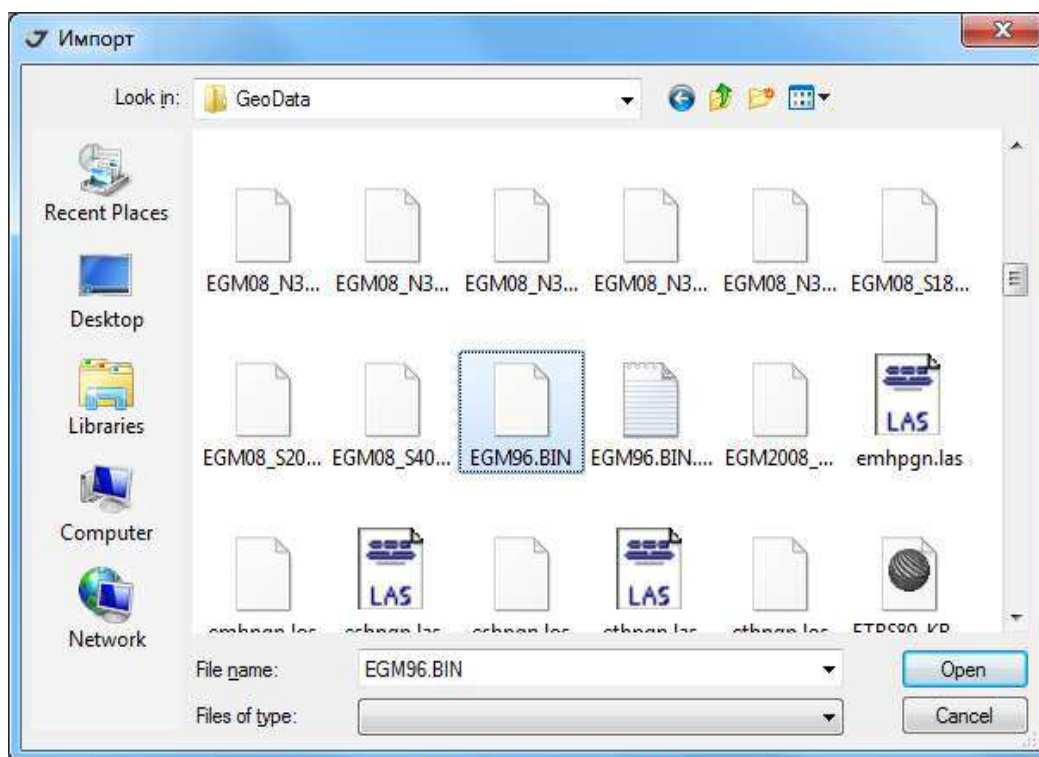 Импорт
Look in: GeoData
Recent Places
Desktop
Libraries
Computer
Network
EGM08_N3... EGM08_N3... EGM08_N3... EGM08_N3... EGM08_N3... EGM08_S18...
EGM08_S20... EGM08_S40... EGM96.BIN EGM96.BIN.... EGM2008_... emhpgn.las
LAS
LAS LAS
File name: EGM96.BIN Open
Files of type: Cancel